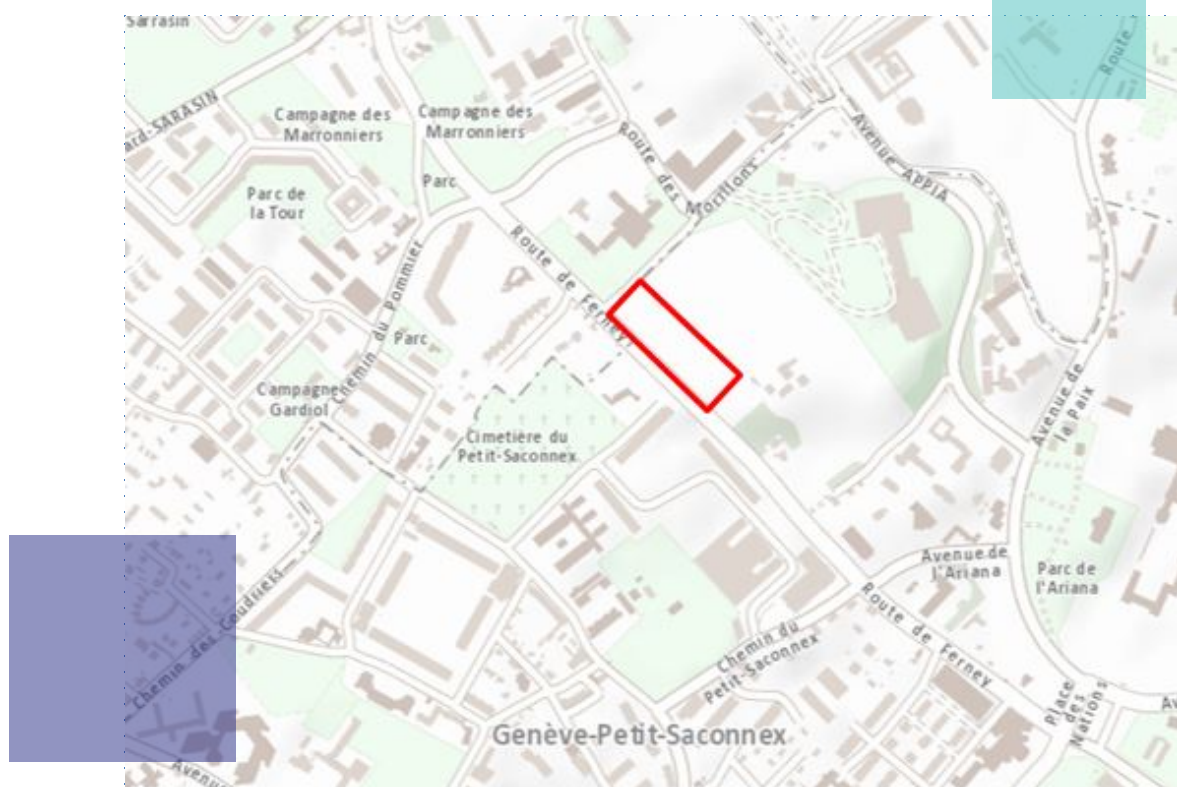 Sarrasin
Route
ard-SARASIN
Campagne des
Marronniers
Campagne des
Marronniers
Route
des
Morillons
Avenue APPIA
Parc
Parc de
la Tour
Route de Ferney
Chemin du Pommier
Parc
Campagne
Gardiol
Avenue de
la Paix
Cimetière du
Petit-Saconnex
Avenue de
l'Ariana
Parc de
l'Ariana
Chemin des Coudriers
Route de Ferney
Chemin du
Petit-Saconnex
Place
des
Nations
Av
Genève-Petit-Saconnex
Avenue